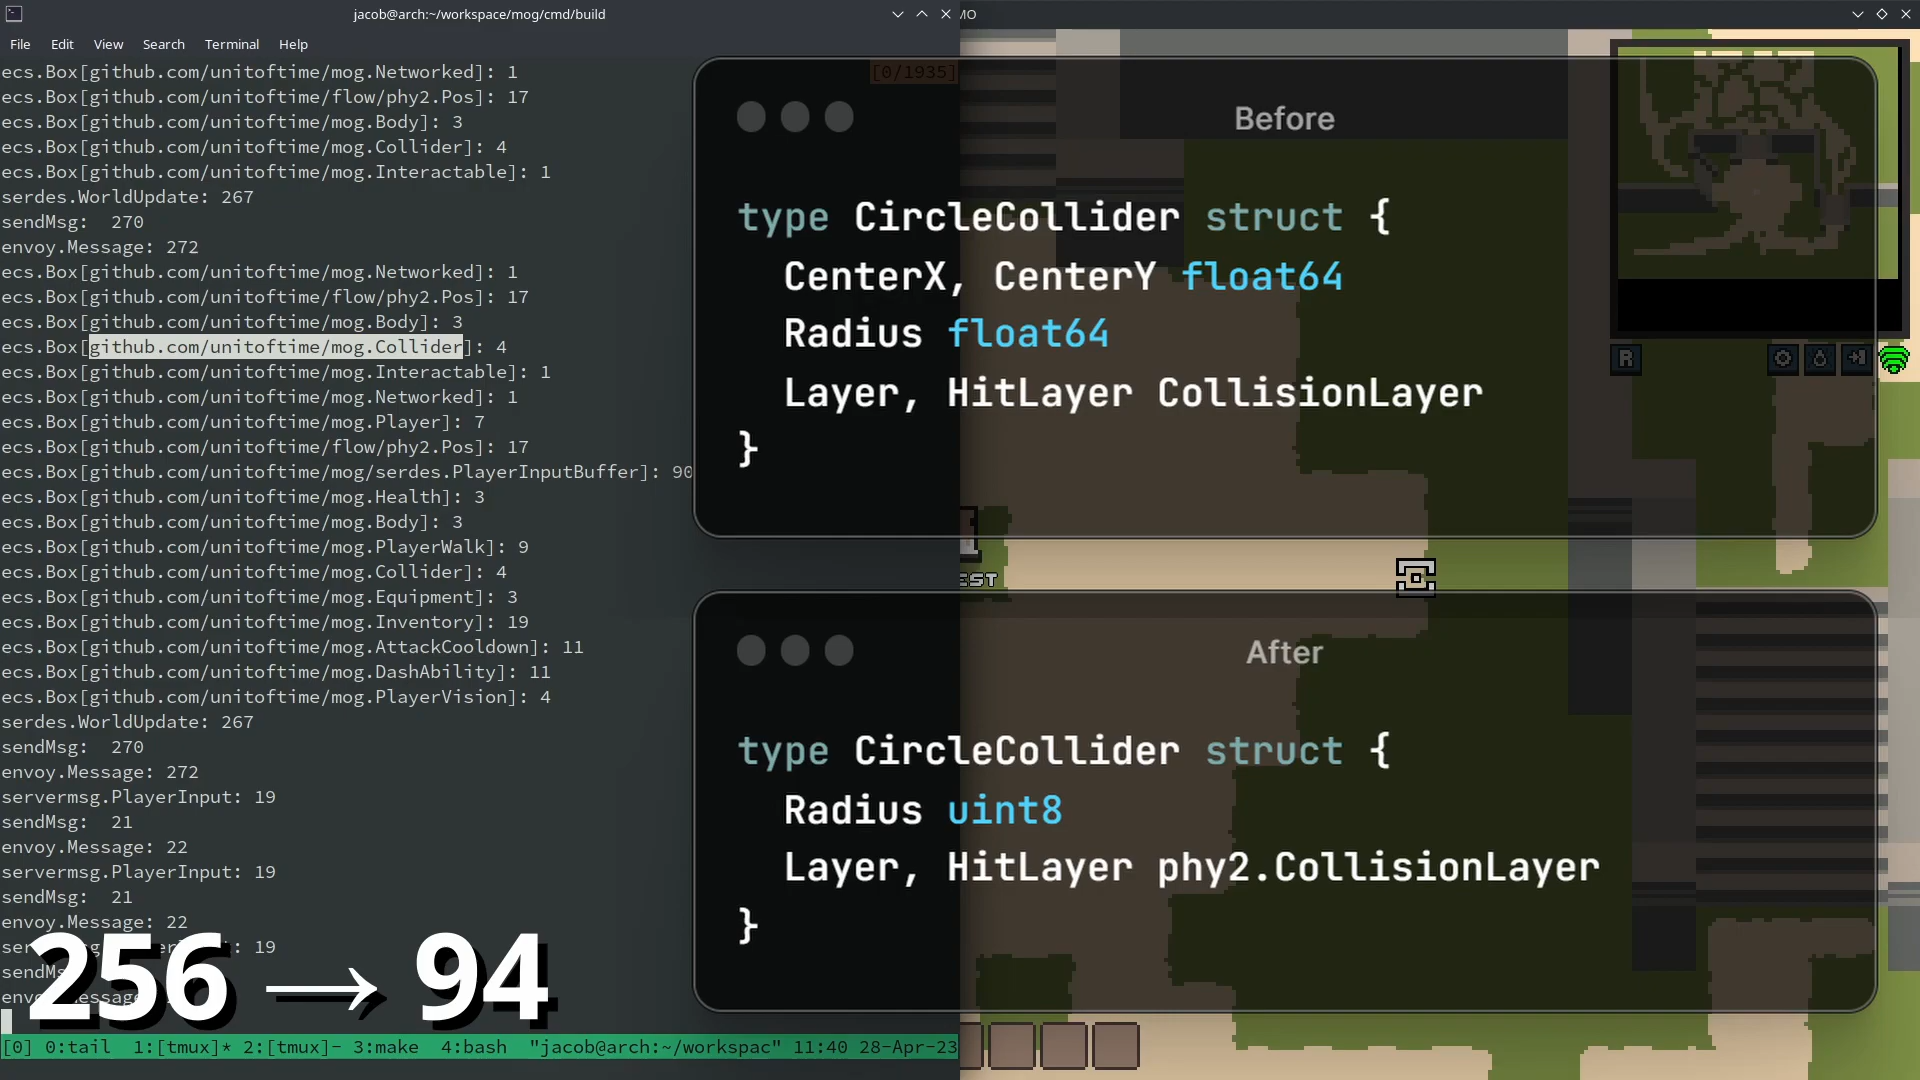 jacob@arch:~/workspace/mog/cmd/build
MO
File Edit View Search Terminal Help
ecs.Box[github.com/unitoftime/mog.Networked]: 1
[0/1935]
ecs.Box[github.com/unitoftime/flow/phy2.Pos]: 17
ecs.Box[github.com/unitoftime/mog.Body]: 3
ecs.Box[github.com/unitoftime/mog.Collider]: 4
ecs.Box[github.com/unitoftime/mog.Interactable]: 1
serdes.WorldUpdate: 267
sendMsg:  270
envoy.Message: 272
ecs.Box[github.com/unitoftime/mog.Networked]: 1
ecs.Box[github.com/unitoftime/flow/phy2.Pos]: 17
ecs.Box[github.com/unitoftime/mog.Body]: 3
ecs.Box[github.com/unitoftime/mog.Collider]: 4
ecs.Box[github.com/unitoftime/mog.Interactable]: 1
ecs.Box[github.com/unitoftime/mog.Networked]: 1
ecs.Box[github.com/unitoftime/mog.Player]: 7
ecs.Box[github.com/unitoftime/flow/phy2.Pos]: 17
ecs.Box[github.com/unitoftime/mog/serdes.PlayerInputBuffer]: 90
ecs.Box[github.com/unitoftime/mog.Health]: 3
ecs.Box[github.com/unitoftime/mog.Body]: 3
ecs.Box[github.com/unitoftime/mog.PlayerWalk]: 9
ecs.Box[github.com/unitoftime/mog.Collider]: 4
ecs.Box[github.com/unitoftime/mog.Equipment]: 3
ecs.Box[github.com/unitoftime/mog.Inventory]: 19
ecs.Box[github.com/unitoftime/mog.AttackCooldown]: 11
ecs.Box[github.com/unitoftime/mog.DashAbility]: 11
ecs.Box[github.com/unitoftime/mog.PlayerVision]: 4
serdes.WorldUpdate: 267
sendMsg:  270
envoy.Message: 272
servermsg.PlayerInput: 19
sendMsg:  21
envoy.Message: 22
servermsg.PlayerInput: 19
sendMsg:  21
envoy.Message: 22
19
256 → 94
[0] 0:tail  1:[tmux]* 2:[tmux]- 3:make  4:bash  "jacob@arch:~/workspac" 11:40 28-Apr-23
Before
type CircleCollider struct {
CenterX, CenterY float64
Radius float64
Layer, HitLayer CollisionLayer
}
R
EST
After
type CircleCollider struct {
Radius uint8
Layer, HitLayer phy2.CollisionLayer
}